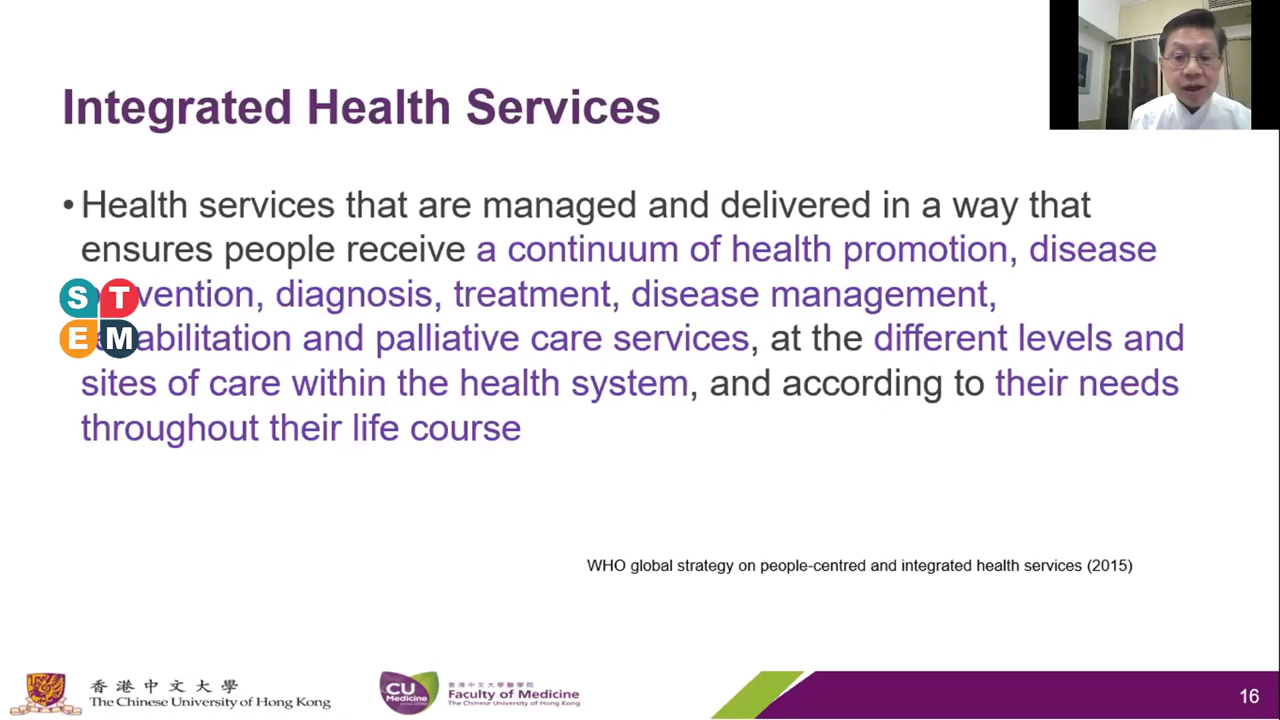 Integrated Health Services
• Health services that are managed and delivered in a way that
ensures people receive a continuum of health promotion, disease
vention, diagnosis, treatment, disease management,
abilitation and palliative care services, at the different levels and
sites of care within the health system, and according to their needs
throughout their life course
S T
E M
WHO global strategy on people-centred and integrated health services (2015)
香港中文大學
The Chinese University of Hong Kong
CU
Medicine
香港中文大學醫學院
Faculty of Medicine
The Chinese University of Hong Kong
16